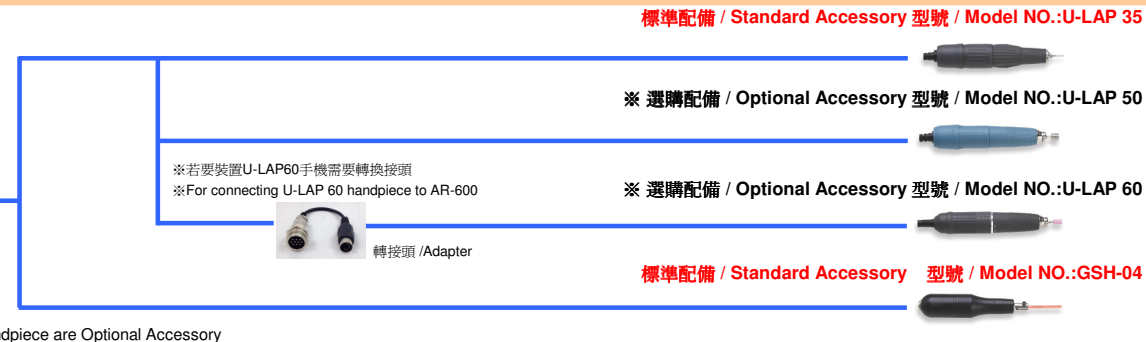 標準配備 / Standard Accessory 型號 / Model NO.:U-LAP 35
※ 選購配備 / Optional Accessory 型號 / Model NO.:U-LAP 50
※若要裝置U-LAP60手機需要轉換接頭
※For connecting U-LAP 60 handpiece to AR-600
※ 選購配備 / Optional Accessory 型號 / Model NO.:U-LAP 60
轉接頭 /Adapter
標準配備 / Standard Accessory 型號 / Model NO.:GSH-04
are Optional Accessory